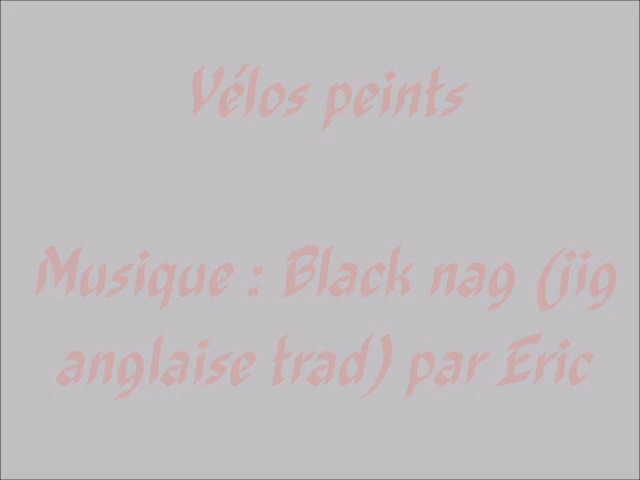 Vélos peints
Musique : Black nag (jig
anglaise trad) par Eric